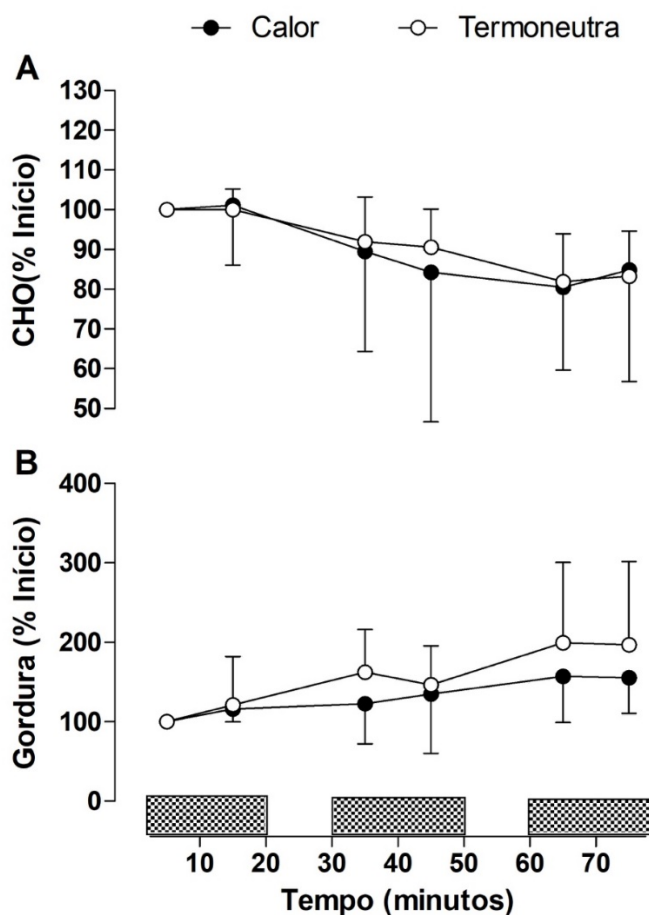 Calor Termoneutra
A
CHO(% Início)
130
120
110
100
90
80
70
60
50
B
Gordura (% Início)
400
300
200
100
0
10 20 30 40 50 60 70
Tempo (minutos)